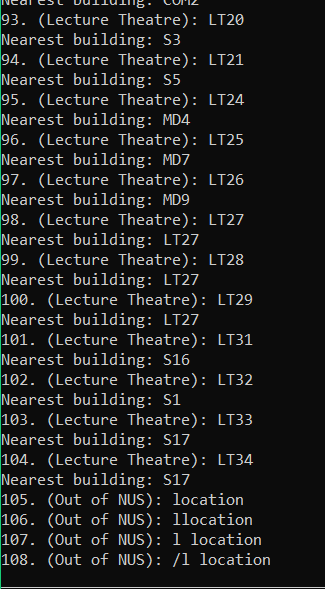 Nearest building: COM2
93. (Lecture Theatre): LT20
Nearest building: S3
94. (Lecture Theatre): LT21
Nearest building: S5
95. (Lecture Theatre): LT24
Nearest building: MD4
96. (Lecture Theatre): LT25
Nearest building: MD7
97. (Lecture Theatre): LT26
Nearest building: MD9
98. (Lecture Theatre): LT27
Nearest building: LT27
99. (Lecture Theatre): LT28
Nearest building: LT27
100. (Lecture Theatre): LT29
Nearest building: LT27
101. (Lecture Theatre): LT31
Nearest building: S16
102. (Lecture Theatre): LT32
Nearest building: S1
103. (Lecture Theatre): LT33
Nearest building: S17
104. (Lecture Theatre): LT34
Nearest building: S17
105. (Out of NUS): location
106. (Out of NUS): llocation
107. (Out of NUS): l location
108. (Out of NUS): /l location